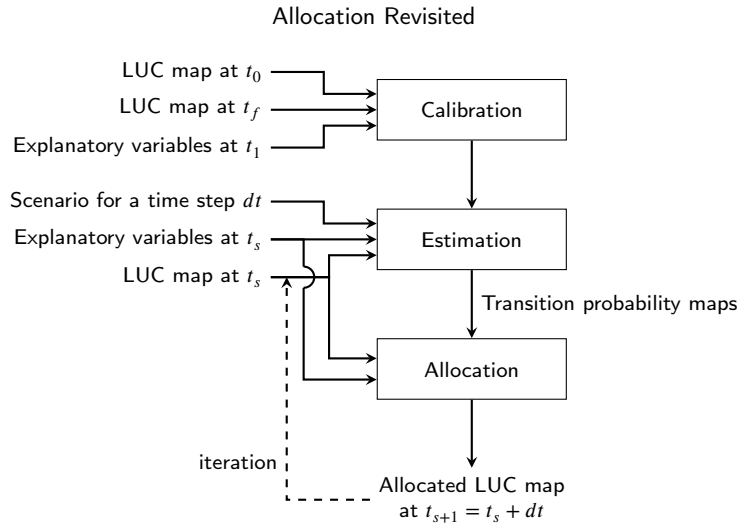 Allocation Revisited
LUC map at t₀
LUC map at t_f
Explanatory variables at t₁
Calibration
Scenario for a time step dt
Explanatory variables at tₛ
LUC map at tₛ
Estimation
Transition probability maps
Allocation
iteration
Allocated LUC map
at tₛ₊₁ = tₛ + dt